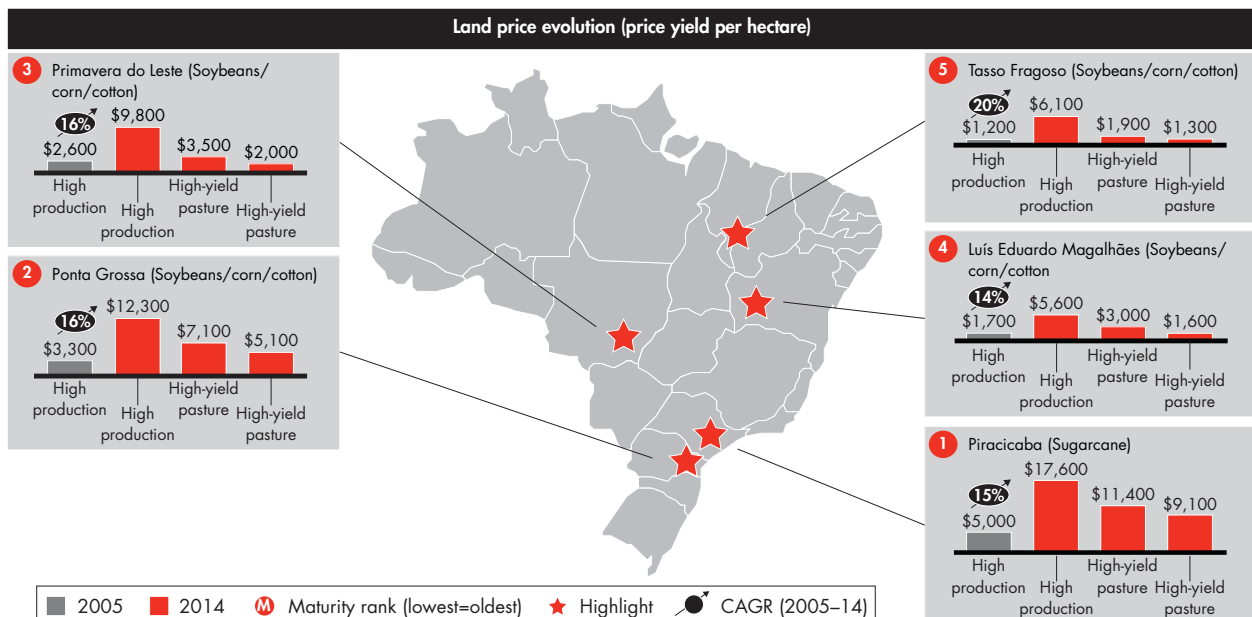 Land price evolution (price yield per hectare)
3 Primavera do Leste (Soybeans/
corn/cotton)
16%
$2,600 $9,800 $3,500 $2,000
High
production
High
production
High-yield
pasture
High-yield
pasture
2 Ponta Grossa (Soybeans/corn/cotton)
16%
$3,300 $12,300 $7,100 $5,100
High
production
High
production
High-yield
pasture
High-yield
pasture
5 Tasso Fragoso (Soybeans/corn/cotton)
20%
$1,200 $6,100 $1,900 $1,300
High
production
High
production
High-yield
pasture
High-yield
pasture
4 Luís Eduardo Magalhães (Soybeans/
corn/cotton
14%
$1,700 $5,600 $3,000 $1,600
High
production
High
production
High-yield
pasture
High-yield
pasture
1 Piracicaba (Sugarcane)
15%
$5,000 $17,600 $11,400 $9,100
High
production
High
production
High-yield
pasture
High-yield
pasture
2005 2014 M Maturity rank (lowest=oldest) Highlight CAGR (2005–14)